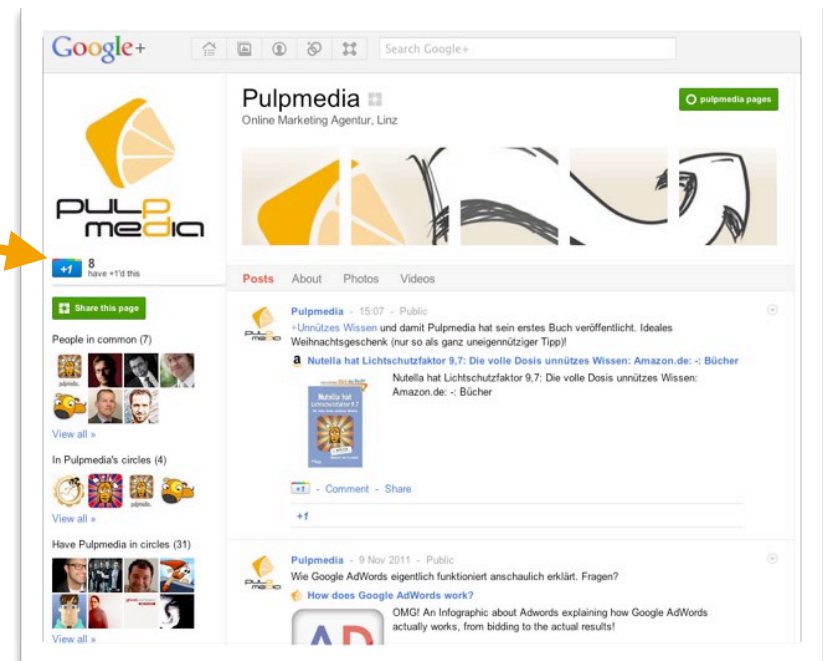 Google+
Search Google+
pulp
media
+1
8
have +1'd this
Share this page
People in common (7)
View all »
In Pulpmedia's circles (4)
View all »
Have Pulpmedia in circles (31)
View all »
Pulpmedia
Online Marketing Agentur, Linz
pulpmedia pages
Posts About Photos Videos
Pulpmedia - 15:07 - Public
+Unnützes Wissen und damit Pulpmedia hat sein erstes Buch veröffentlicht. Ideales
Weihnachtsgeschenk (nur so als ganz uneigennütziger Tipp)!
a Nutella hat Lichtschutzfaktor 9,7: Die volle Dosis unnützes Wissen: Amazon.de: -: Bücher
Nutella hat Lichtschutzfaktor 9,7: Die volle Dosis unnützes Wissen:
Amazon.de: -: Bücher
Nutella hat
Lichtschutzfaktor 9,7
+1 - Comment - Share
+1
Pulpmedia - 9 Nov 2011 - Public
Wie Google AdWords eigentlich funktioniert anschaulich erklärt. Fragen?
How does Google AdWords work?
OMG! An Infographic about Adwords explaining how Google AdWords
actually works, from bidding to the actual results!
AD